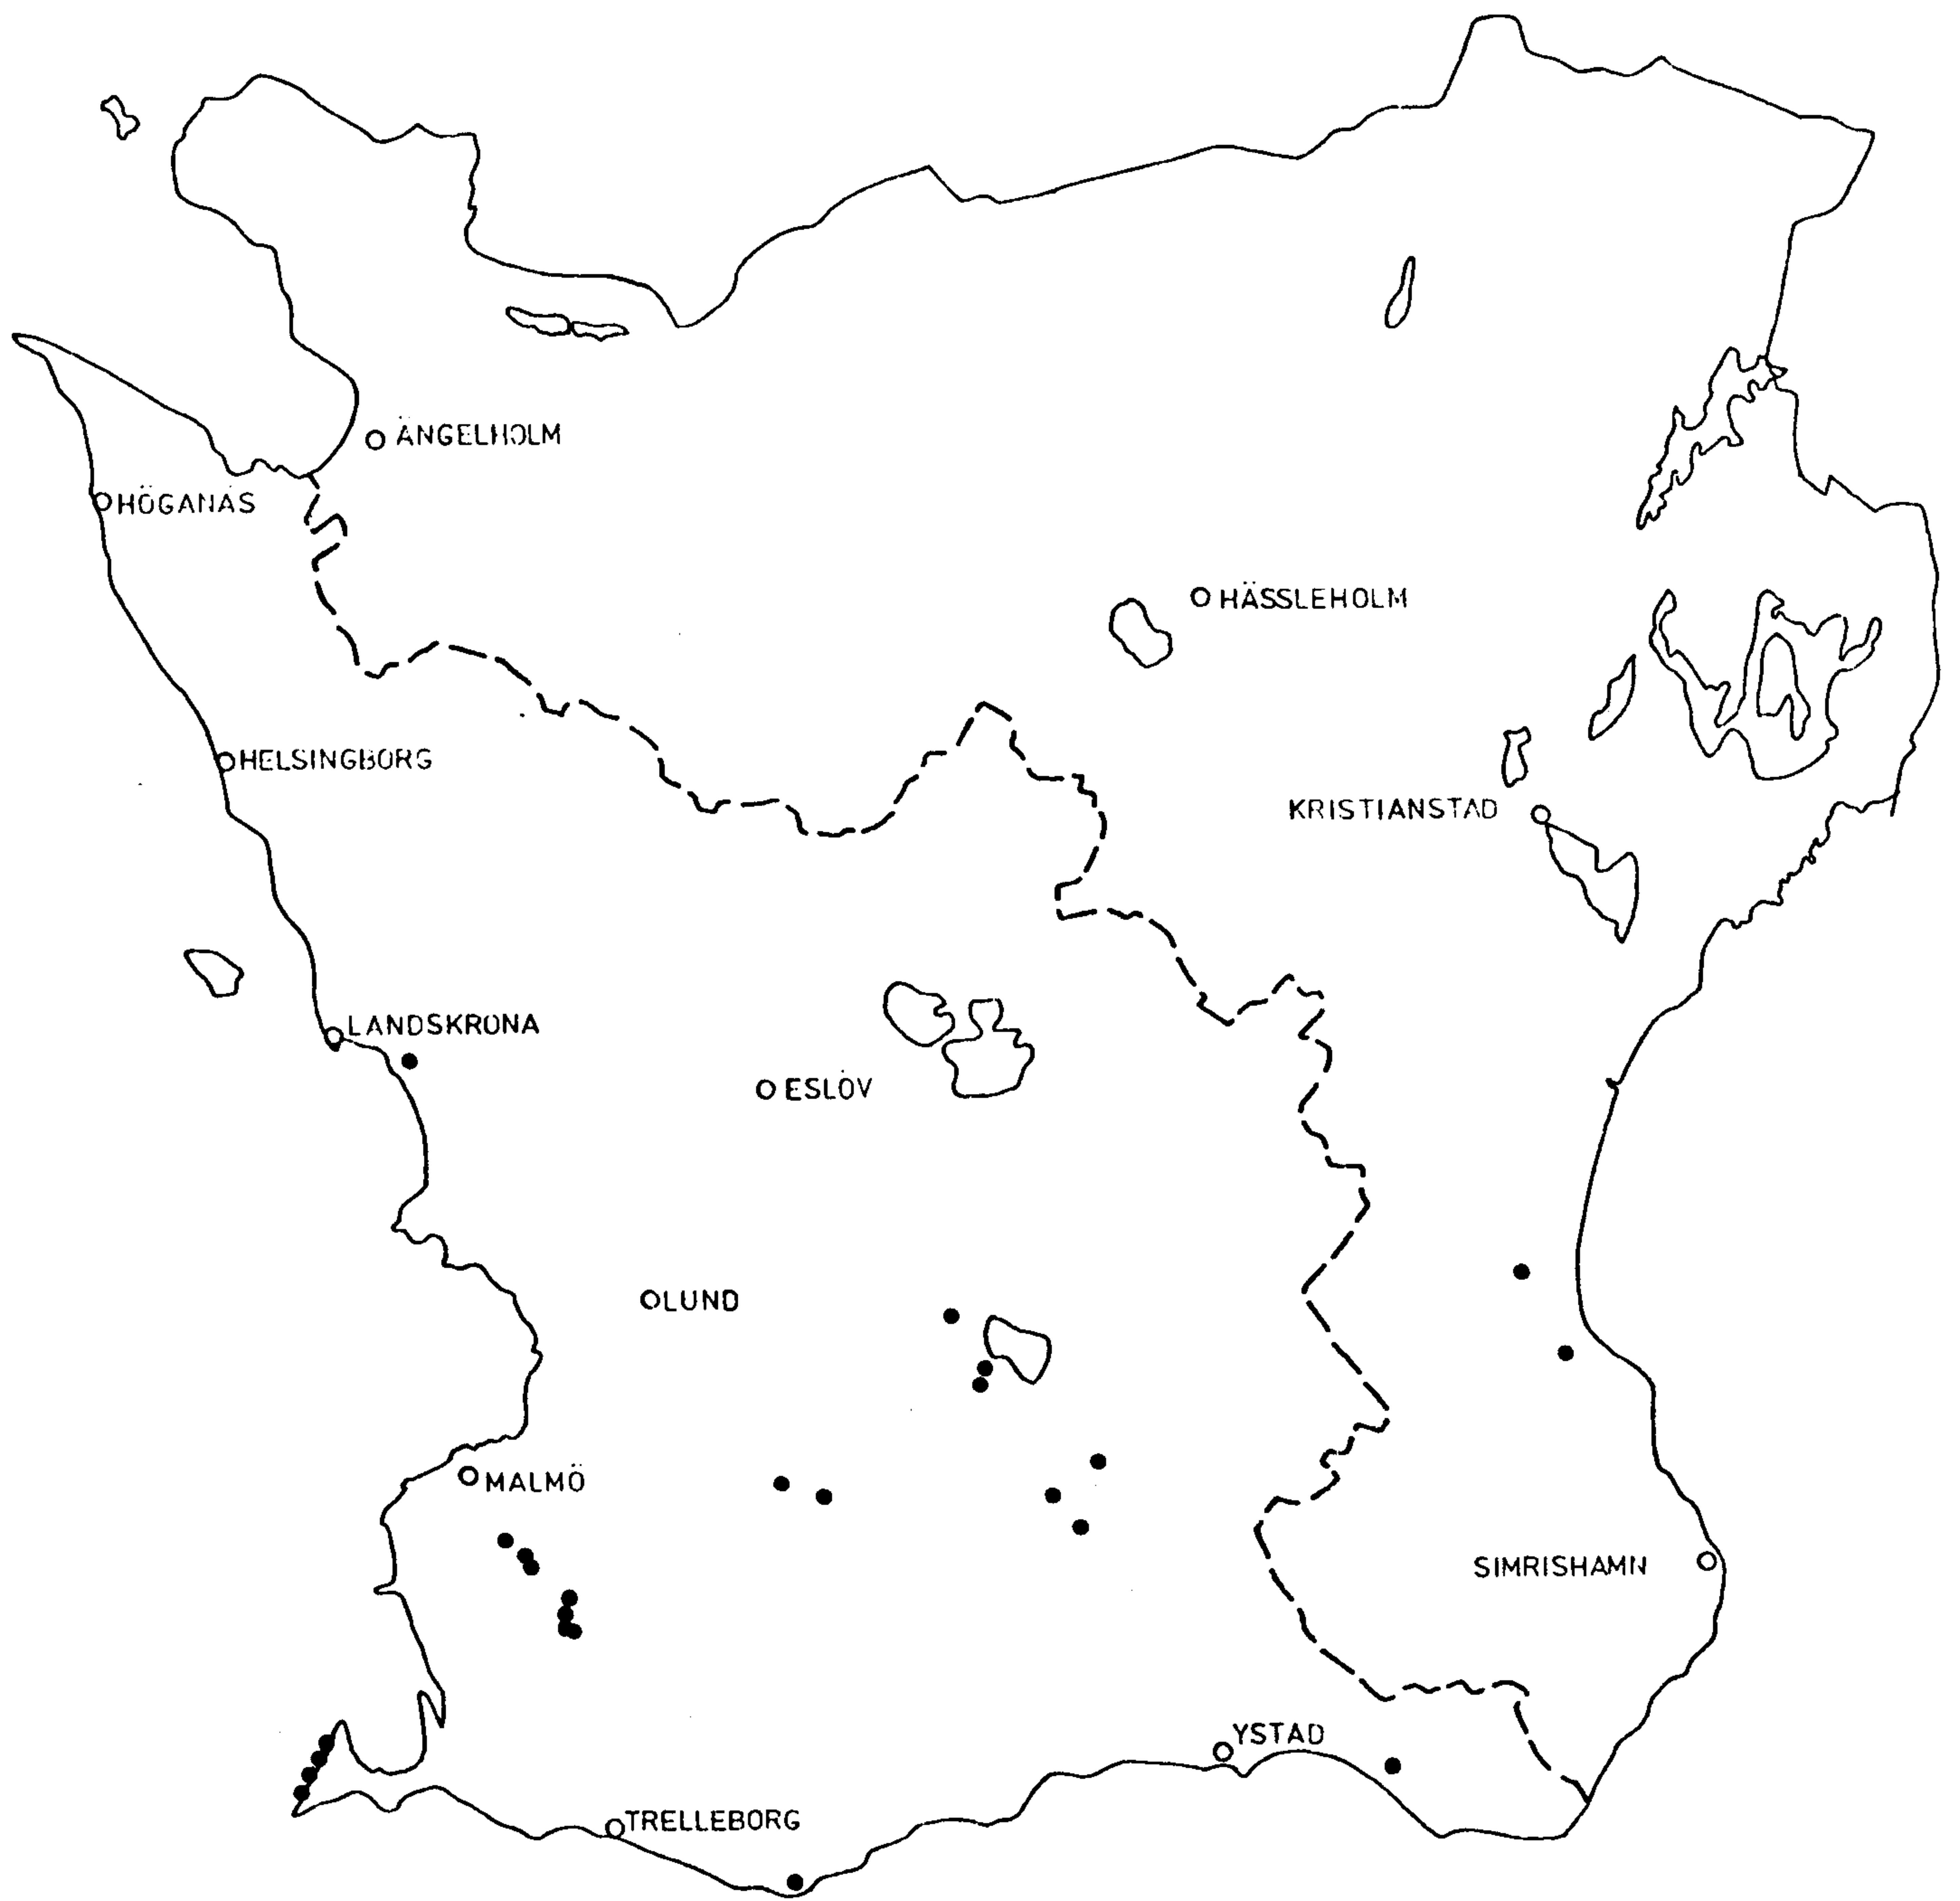 ÄNGELHOLM
HÖGANÄS
HÄSSLEHOLM
HELSINGBORG
KRISTIANSTAD
LANDSKRONA
ESLÖV
LUND
MALMÖ
SIMRISHAMN
YSTAD
TRELLEBORG